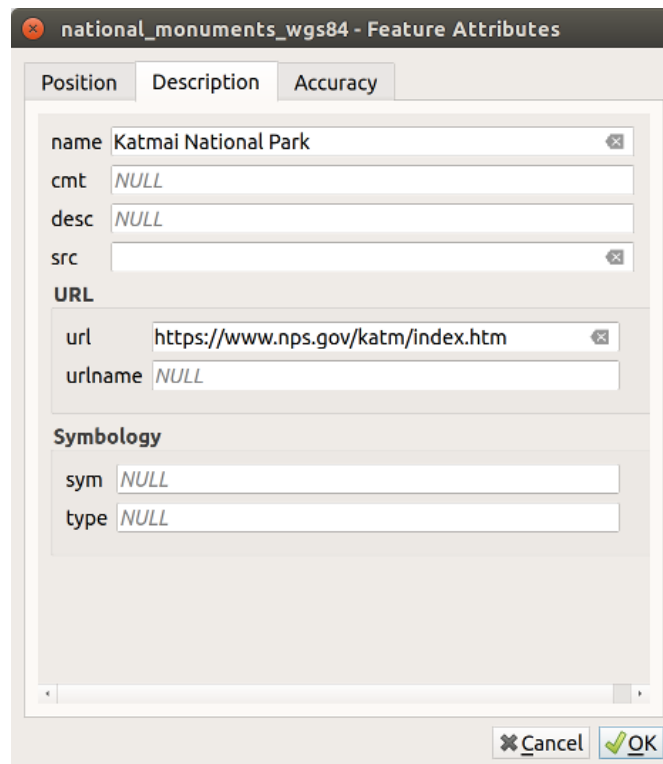 national_monuments_wgs84 - Feature Attributes
Position Description Accuracy
name Katmai National Park
cmt NULL
desc NULL
src
URL
url https://www.nps.gov/katm/index.htm
urlname NULL
Symbology
sym NULL
type NULL
Cancel OK